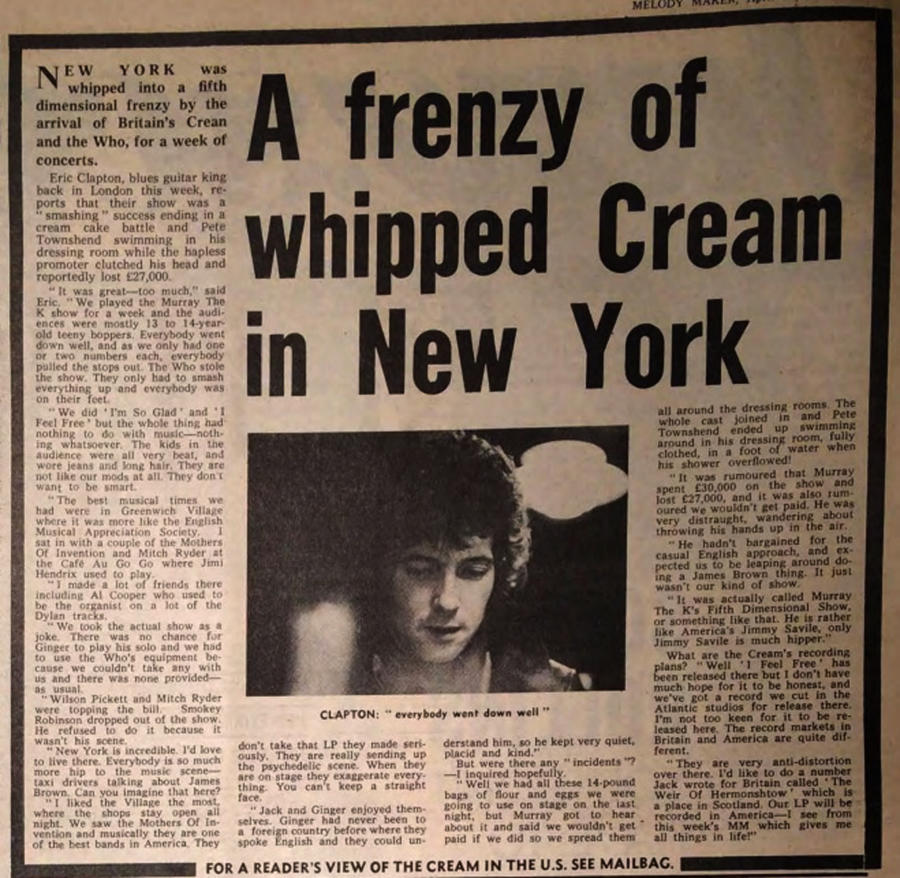 MELODY MAKER,
A frenzy of
whipped Cream
in New York
NEW YORK was
whipped into a fifth
dimensional frenzy by the
arrival of Britain's Crean
and the Who, for a week of
concerts.
Eric Clapton, blues guitar king
back in London this week, re-
ports that their show was a
"smashing" success ending in a
cream cake battle and Pete
Townshend swimming in his
dressing room while the hapless
promoter clutched his head and
reportedly lost £27,000.
"It was great—too much," said
Eric. "We played the Murray The
K show for a week and the audi-
ences were mostly 13 to 14-year-
old teeny boppers. Everybody went
down well, and as we only had one
or two numbers each, everybody
pulled the stops out. The Who stole
the show. They only had to smash
everything up and everybody was
on their feet.
"We did 'I'm So Glad' and 'I
Feel Free' but the whole thing had
nothing to do with music—noth-
ing whatsoever. The kids in the
audience were all very beat, and
wore jeans and long hair. They are
not like our mods at all. They don't
want to be smart.
"The best musical times we
had were in Greenwich Village
where it was more like the English
Musical Appreciation Society. I
sat in with a couple of the Mothers
Of Invention and Mitch Ryder at
the Café Au Go Go where Jimi
Hendrix used to play.
"I made a lot of friends there
including Al Cooper who used to
be the organist on a lot of the
Dylan tracks.
"We took the actual show as a
joke. There was no chance for
Ginger to play his solo and we had
to use the Who's equipment be-
cause we couldn't take any with
us and there was none provided—
as usual.
"Wilson Pickett and Mitch Ryder
were topping the bill. Smokey
Robinson dropped out of the show.
He refused to do it because it
wasn't his scene.
"New York is incredible. I'd love
to live there. Everybody is so much
more hip to the music scene—
taxi drivers talking about James
Brown. Can you imagine that here?
"I liked the Village the most,
where the shops stay open all
night. We saw the Mothers Of In-
vention and musically they are one
of the best bands in America. They
CLAPTON: "everybody went down well"
don't take that LP they made seri-
ously. They are really sending up
the psychedelic scene. When they
are on stage they exaggerate every-
thing. You can't keep a straight
face.
"Jack and Ginger enjoyed them-
selves. Ginger had never been to
a foreign country before where they
spoke English and they could un-
derstand him, so he kept very quiet,
placid and kind."
But were there any "incidents"?
—I inquired hopefully.
"Well we had all these 14-pound
bags of flour and eggs we were
going to use on stage on the last
night, but Murray got to hear
about it and said we wouldn't get
paid if we did so we spread them
all around the dressing rooms. The
whole cast joined in and Pete
Townshend ended up swimming
around in his dressing room, fully
clothed, in a foot of water when
his shower overflowed!
"It was rumoured that Murray
spent £30,000 on the show and
lost £27,000, and it was also rum-
oured we wouldn't get paid. He was
very distraught, wandering about
throwing his hands up in the air.
"He hadn't bargained for the
casual English approach, and ex-
pected us to be leaping around do-
ing a James Brown thing. It just
wasn't our kind of show.
"It was actually called Murray
The K's Fifth Dimensional Show,
or something like that. He is rather
like America's Jimmy Savile, only
Jimmy Savile is much hipper."
What are the Cream's recording
plans? "Well 'I Feel Free' has
been released there but I don't have
much hope for it to be honest, and
we've got a record we cut in the
Atlantic studios for release there.
I'm not too keen for it to be re-
leased here. The record markets in
Britain and America are quite dif-
ferent.
"They are very anti-distortion
over there. I'd like to do a number
Jack wrote for Britain called 'The
Weir Of Hermonshtow' which is
a place in Scotland. Our LP will be
recorded in America—I see from
this week's MM which gives me
all things in life!"
FOR A READER'S VIEW OF THE CREAM IN THE U.S. SEE MAILBAG.